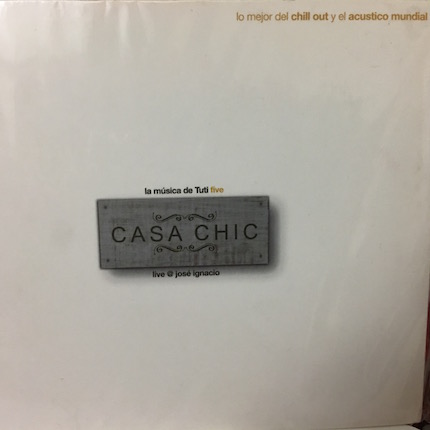 lo mejor del chill out y el acustico mundial
la música de Tuti five
CASA CHIC
live @ josé ignacio